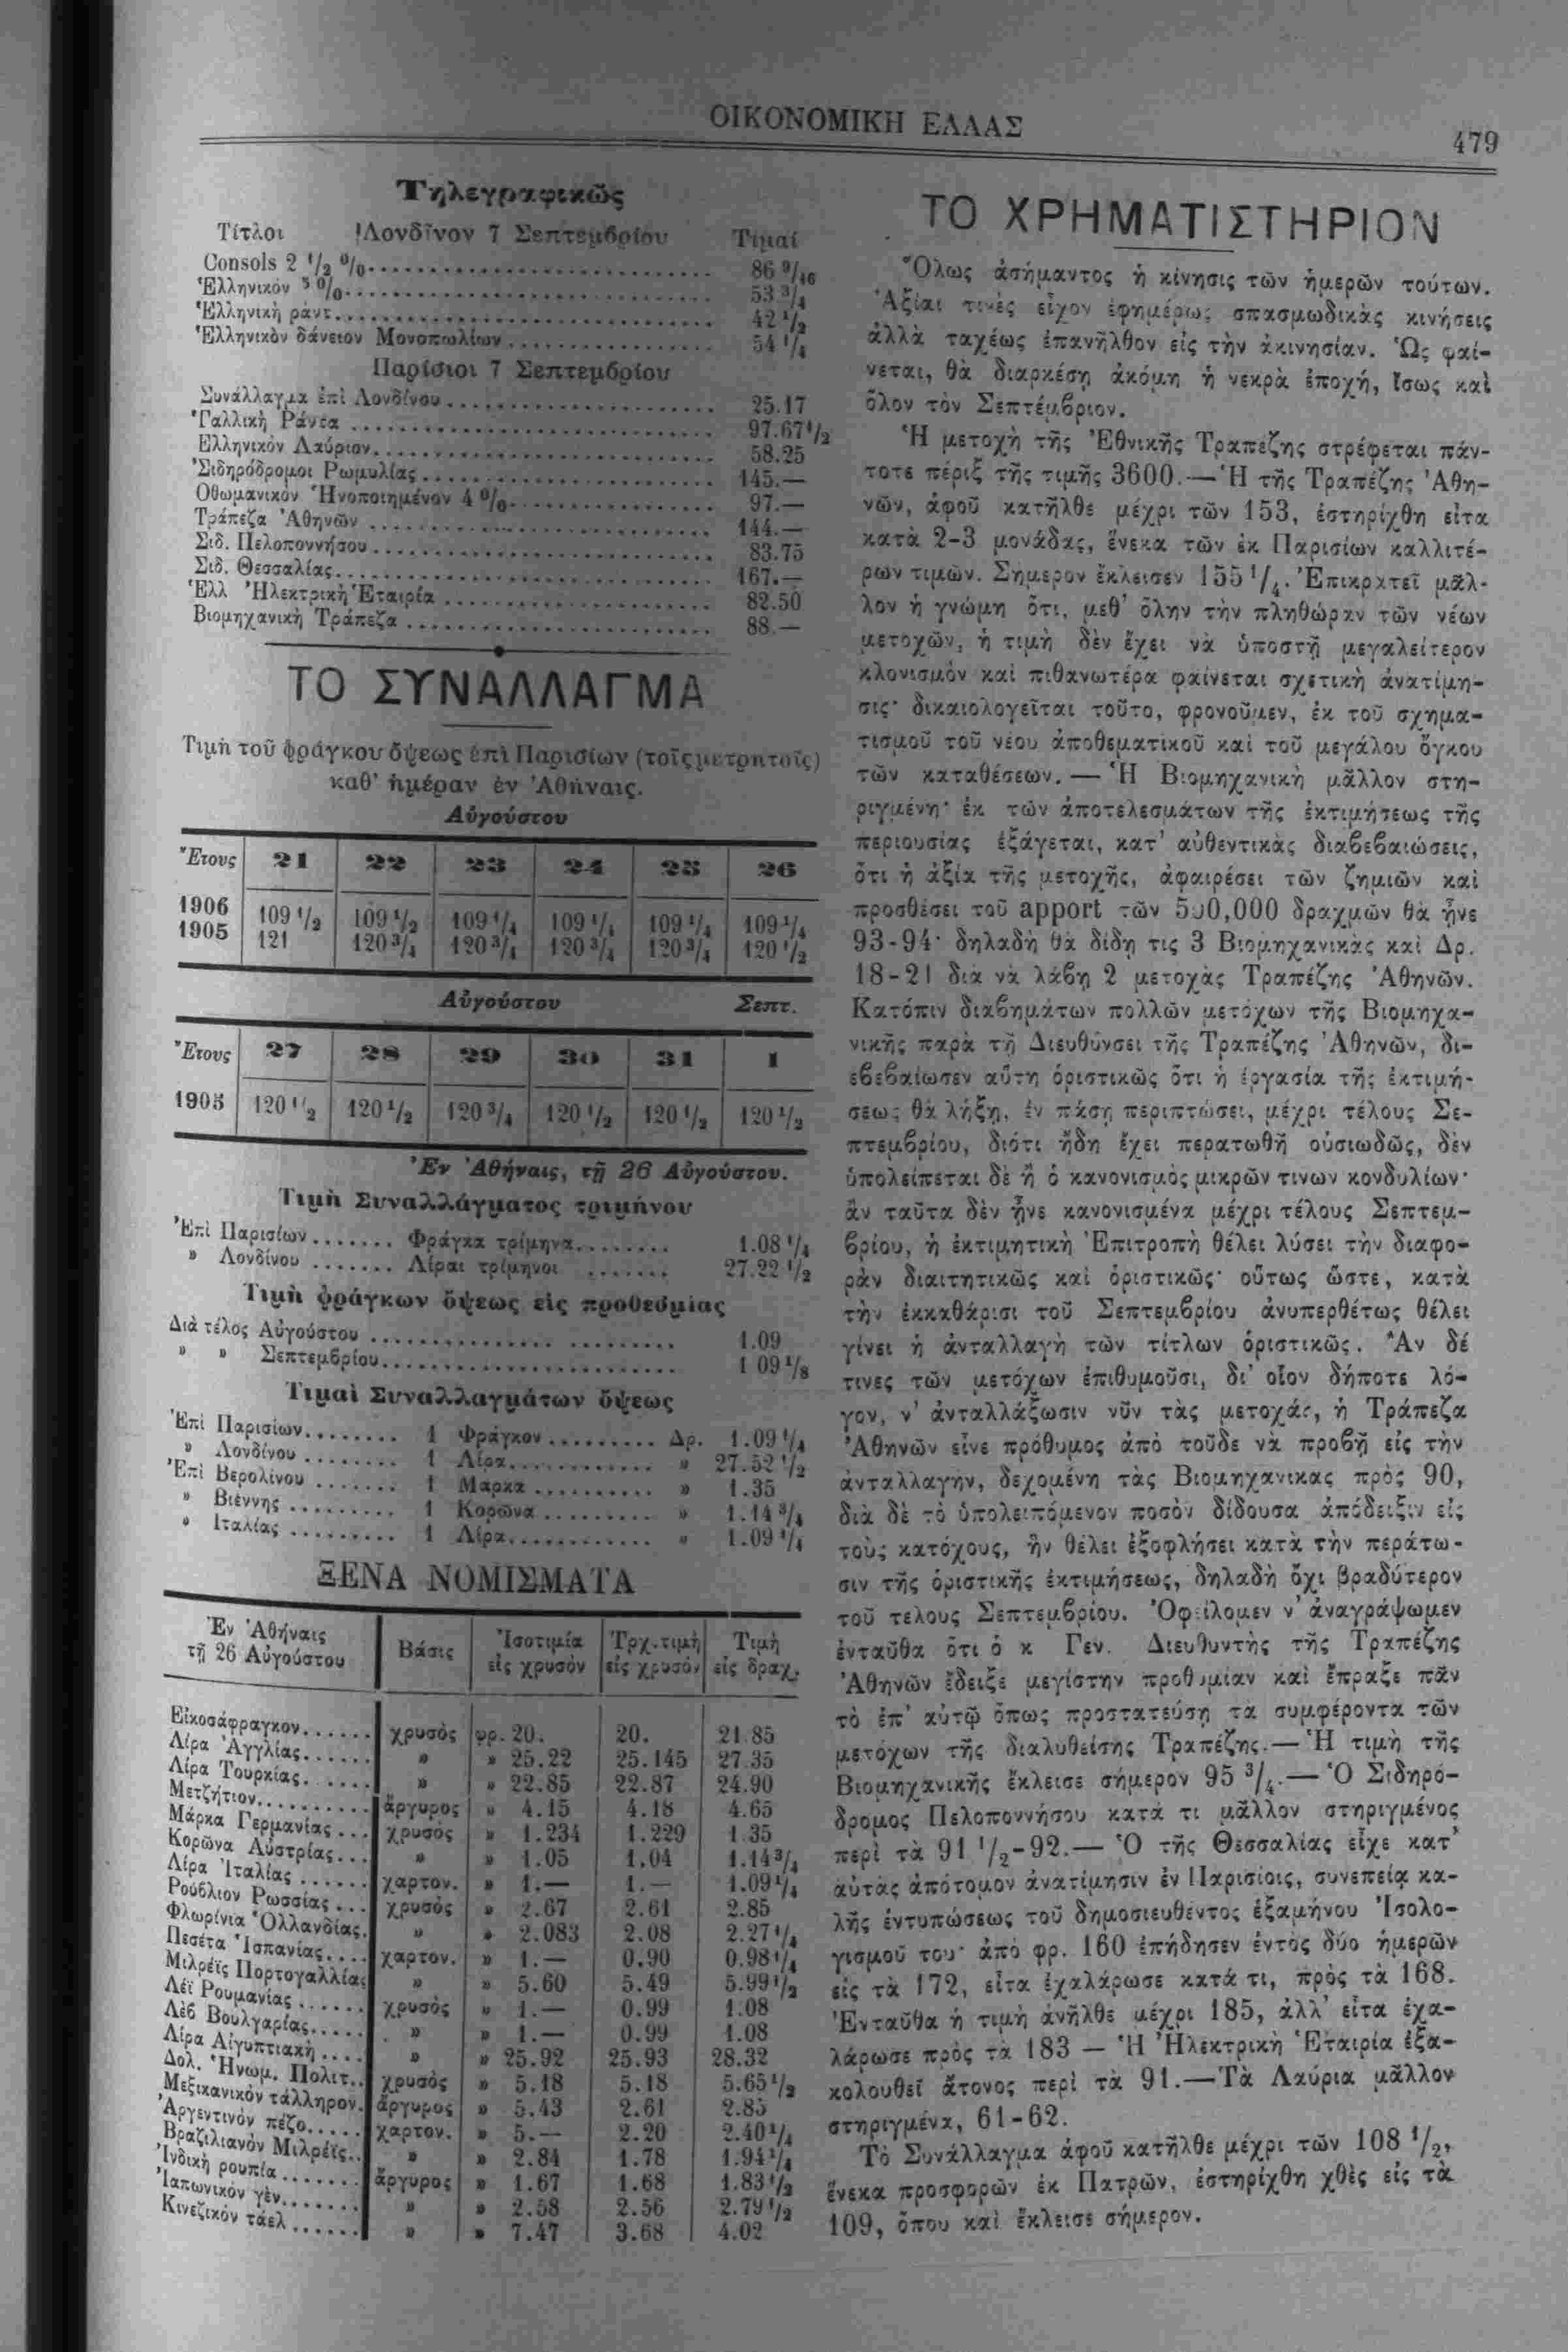 ΟΙΚΟΝΟΜΙΚΗ ΕΛΛΑΣ
479
Τηλεγραφικῶς
Τίτλοι Λονδῖνον 7 Σεπτεμβρίου Τιμαί
Consols 2 1/2 0/0 86 9/16
Ἑλληνικόν 5 0/0 53 3/4
Ἑλληνικὴ ράντ. 42 1/2
Ἑλληνικὸν δάνειον Μονοπωλίων 54 1/4
Παρίσιοι 7 Σεπτεμβρίου
Συνάλλαγμα ἐπὶ Λονδίνου 25.17
Γαλλικὴ Ράντα 97.67 1/2
Ἑλληνικὸν Λαύριον 58.25
Σιδηρόδρομοι Ρωμυλίας 145.—
Ὀθωμανικὸν Ἡνοποιημένον 4 0/0 97.—
Τράπεζα Ἀθηνῶν 144.—
Σιδ. Πελοποννήσου 83.75
Σιδ. Θεσσαλίας 167.—
Ἑλλ Ἠλεκτρικὴ Ἑταιρία 82.50
Βιομηχανικὴ Τράπεζα 88.—
ΤΟ ΣΥΝΑΛΛΑΓΜΑ
Τιμὴ τοῦ φράγκου ὄψεως ἐπὶ Παρισίων (τοῖς μετρητοῖς)
καθ' ἡμέραν ἐν Ἀθήναις.
Αὐγούστου
Ἔτους 21 22 23 24 25 26
1906 109 1/2 109 1/2 109 1/4 109 1/4 109 1/4 109 1/4
1905 121 120 3/4 120 3/4 120 3/4 120 3/4 120 1/2
Αὐγούστου Σεπτ.
Ἔτους 27 28 29 30 31 1
1905 120 1/2 120 1/2 120 3/4 120 1/2 120 1/2 120 1/2
Ἐν Ἀθήναις, τῇ 26 Αὐγούστου.
Τιμὴ Συναλλάγματος τριμήνου
Ἐπὶ Παρισίων Φράγκα τρίμηνα 1.08 1/4
» Λονδίνου Λίραι τρίμηνοι 27.22 1/2
Τιμὴ φράγκων ὄψεως εἰς προθεσμίας
Διὰ τέλος Αὐγούστου 1.09
» » Σεπτεμβρίου 1 09 1/8
Τιμαὶ Συναλλαγμάτων ὄψεως
Ἐπὶ Παρισίων 1 Φράγκον Δρ. 1.09 1/4
» Λονδίνου 1 Λίρα » 27.52 1/2
Ἐπὶ Βερολίνου 1 Μαρκα » 1.35
» Βιέννης 1 Κορῶνα » 1.14 3/4
» Ἰταλίας 1 Λίρα » 1.09 1/4
ΞΕΝΑ ΝΟΜΙΣΜΑΤΑ
Ἐν Ἀθήναις τῇ 26 Αὐγούστου Βάσις Ἰσοτιμία εἰς χρυσὸν Τρχ.τιμὴ εἰς χρυσόν Τιμὴ εἰς δραχ.
Εἰκοσάφραγκον χρυσὸς φρ. 20. 20. 21.85
Λίρα Ἀγγλίας » » 25.22 25.145 27.35
Λίρα Τουρκίας » » 22.85 22.87 24.90
Μετζήτιον ἄργυρος » 4.15 4.18 4.65
Μάρκα Γερμανίας χρυσός » 1.234 1.229 1.35
Κορῶνα Αὐστρίας » » 1.05 1.04 1.14 3/4
Λίρα Ἰταλίας χαρτον. » 1.— 1.— 1.09 1/4
Ρούβλιον Ρωσσίας χρυσὸς » 2.67 2.61 2.85
Φλωρίνια Ὁλλανδίας » » 2.083 2.08 2.27 1/4
Πεσέτα Ἱσπανίας χαρτον. » 1.— 0.90 0.98 1/4
Μιλρέϊς Πορτογαλλίας » » 5.60 5.49 5.99 1/2
Λέϊ Ρουμανίας χρυσὸς » 1.— 0.99 1.08
Λὲβ Βουλγαρίας » » 1.— 0.99 1.08
Λίρα Αἰγυπτιακὴ » » 25.92 25.93 28.32
Δολ. Ἡνωμ. Πολιτ. χρυσὸς » 5.18 5.18 5.65 1/2
Μεξικανικὸν τάλληρον. ἄργυρος » 5.43 2.61 2.85
Ἀργεντινὸν πέζο χαρτον. » 5.— 2.20 2.40 1/4
Βραζιλιανὸν Μιλρέϊς » » 2.84 1.78 1.94 1/4
Ἰνδικὴ ρουπία ἄργυρος » 1.67 1.68 1.83 1/2
Ἰαπωνικὸν γὲν » » 2.58 2.56 2.79 1/2
Κινεζικόν τάελ » » 7.47 3.68 4.02
ΤΟ ΧΡΗΜΑΤΙΣΤΗΡΙΟΝ
Ὅλως ἀσήμαντος ἡ κίνησις τῶν ἡμερῶν τούτων.
Ἀξίαι τινὲς εἶχον ἐφημέρως σπασμωδικὰς κινήσεις
ἀλλὰ ταχέως ἐπανῆλθον εἰς τὴν ἀκινησίαν. Ὡς φαί-
νεται, θὰ διαρκέσῃ ἀκόμη ἡ νεκρὰ ἐποχή, ἴσως καὶ
ὅλον τὸν Σεπτέμβριον.
Ἡ μετοχὴ τῆς Ἐθνικῆς Τραπέζης στρέφεται πάν-
τοτε πέριξ τῆς τιμῆς 3600.— Ἡ τῆς Τραπέζης Ἀθη-
νῶν, ἀφοῦ κατῆλθε μέχρι τῶν 153, ἐστηρίχθη εἶτα
κατὰ 2-3 μονάδας, ἕνεκα τῶν ἐκ Παρισίων καλλιτέ-
ρων τιμῶν. Σήμερον ἔκλεισεν 155 1/4. Ἐπικρατεῖ μᾶλ-
λον ἡ γνώμη ὅτι, μεθ' ὅλην τὴν πληθώραν τῶν νέων
μετοχῶν, ἡ τιμὴ δὲν ἔχει νὰ ὑποστῇ μεγαλείτερον
κλονισμὸν καὶ πιθανωτέρα φαίνεται σχετικὴ ἀνατίμη-
σις· δικαιολογεῖται τοῦτο, φρονοῦμεν, ἐκ τοῦ σχημα-
τισμοῦ τοῦ νέου ἀποθεματικοῦ καὶ τοῦ μεγάλου ὄγκου
τῶν καταθέσεων. — Ἡ Βιομηχανικὴ μᾶλλον στη-
ριγμένη· ἐκ τῶν ἀποτελεσμάτων τῆς ἐκτιμήσεως τῆς
περιουσίας ἐξάγεται, κατ' αὐθεντικὰς διαβεβαιώσεις,
ὅτι ἡ ἀξία τῆς μετοχῆς, ἀφαιρέσει τῶν ζημιῶν καὶ
προσθέσει τοῦ apport τῶν 500,000 δραχμῶν θὰ ἦνε
93-94· δηλαδὴ θὰ δίδῃ τις 3 Βιομηχανικὰς καὶ Δρ.
18-21 διὰ νὰ λάβῃ 2 μετοχὰς Τραπέζης Ἀθηνῶν.
Κατόπιν διαβημάτων πολλῶν μετόχων τῆς Βιομηχα-
νικῆς παρὰ τῇ Διευθύνσει τῆς Τραπέζης Ἀθηνῶν, δι-
εβεβαίωσεν αὕτη ὁριστικῶς ὅτι ἡ ἐργασία τῆς ἐκτιμή-
σεως θὰ λήξῃ, ἐν πάσῃ περιπτώσει, μέχρι τέλους Σε-
πτεμβρίου, διότι ἤδη ἔχει περατωθῆ οὐσιωδῶς, δὲν
ὑπολείπεται δὲ ἢ ὁ κανονισμὸς μικρῶν τινων κονδυλίων·
ἂν ταῦτα δὲν ἦνε κανονισμένα μέχρι τέλους Σεπτεμ-
βρίου, ἡ ἐκτιμητικὴ Ἐπιτροπὴ θέλει λύσει τὴν διαφο-
ρὰν διαιτητικῶς καὶ ὁριστικῶς· οὕτως ὥστε, κατὰ
τὴν ἐκκαθάρισι τοῦ Σεπτεμβρίου ἀνυπερθέτως θέλει
γίνει ἡ ἀνταλλαγὴ τῶν τίτλων ὁριστικῶς. Ἂν δέ
τινες τῶν μετόχων ἐπιθυμοῦσι, δι' οἷον δήποτε λό-
γον, ν' ἀνταλλάξωσιν νῦν τὰς μετοχάς, ἡ Τράπεζα
Ἀθηνῶν εἶνε πρόθυμος ἀπὸ τοῦδε νὰ προβῇ εἰς τὴν
ἀνταλλαγήν, δεχομένη τὰς Βιομηχανικας πρὸς 90,
διὰ δὲ τὸ ὑπολειπόμενον ποσὸν δίδουσα ἀπόδειξιν εἰς
τοὺς κατόχους, ἣν θέλει ἐξοφλήσει κατὰ τὴν περάτω-
σιν τῆς ὁριστικῆς ἐκτιμήσεως, δηλαδὴ ὄχι βραδύτερον
τοῦ τελους Σεπτεμβρίου. Ὀφείλομεν ν' ἀναγράψωμεν
ἐνταῦθα ὅτι ὁ κ Γεν. Διευθυντὴς τῆς Τραπέζης
Ἀθηνῶν ἔδειξε μεγίστην προθυμίαν καὶ ἔπραξε πᾶν
τὸ ἐπ' αὐτῷ ὅπως προστατεύσῃ τὰ συμφέροντα τῶν
μετόχων τῆς διαλυθείσης Τραπέζης.— Ἡ τιμὴ τῆς
Βιομηχανικῆς ἔκλεισε σήμερον 95 3/4.— Ὁ Σιδηρό-
δρομος Πελοποννήσου κατά τι μᾶλλον στηριγμένος
περὶ τὰ 91 1/2-92.— Ὁ τῆς Θεσσαλίας εἶχε κατ'
αὐτὰς ἀπότομον ἀνατίμησιν ἐν Παρισίοις, συνεπείᾳ κα-
λῆς ἐντυπώσεως τοῦ δημοσιευθέντος ἑξαμήνου Ἰσολο-
γισμοῦ του· ἀπὸ φρ. 160 ἐπήδησεν ἐντὸς δύο ἡμερῶν
εἰς τὰ 172, εἶτα ἐχαλάρωσε κατά τι, πρὸς τὰ 168.
Ἐνταῦθα ἡ τιμὴ ἀνῆλθε μέχρι 185, ἀλλ' εἶτα ἐχα-
λάρωσε πρὸς τὰ 183 — Ἡ Ἠλεκτρικὴ Ἑταιρία ἐξα-
κολουθεῖ ἄτονος περὶ τὰ 91.— Τὰ Λαύρια μᾶλλον
στηριγμένα, 61-62.
Τὸ Συνάλλαγμα ἀφοῦ κατῆλθε μέχρι τῶν 108 1/2,
ἕνεκα προσφορῶν ἐκ Πατρῶν, ἐστηρίχθη χθὲς εἰς τὰ
109, ὅπου καὶ ἔκλεισε σήμερον.